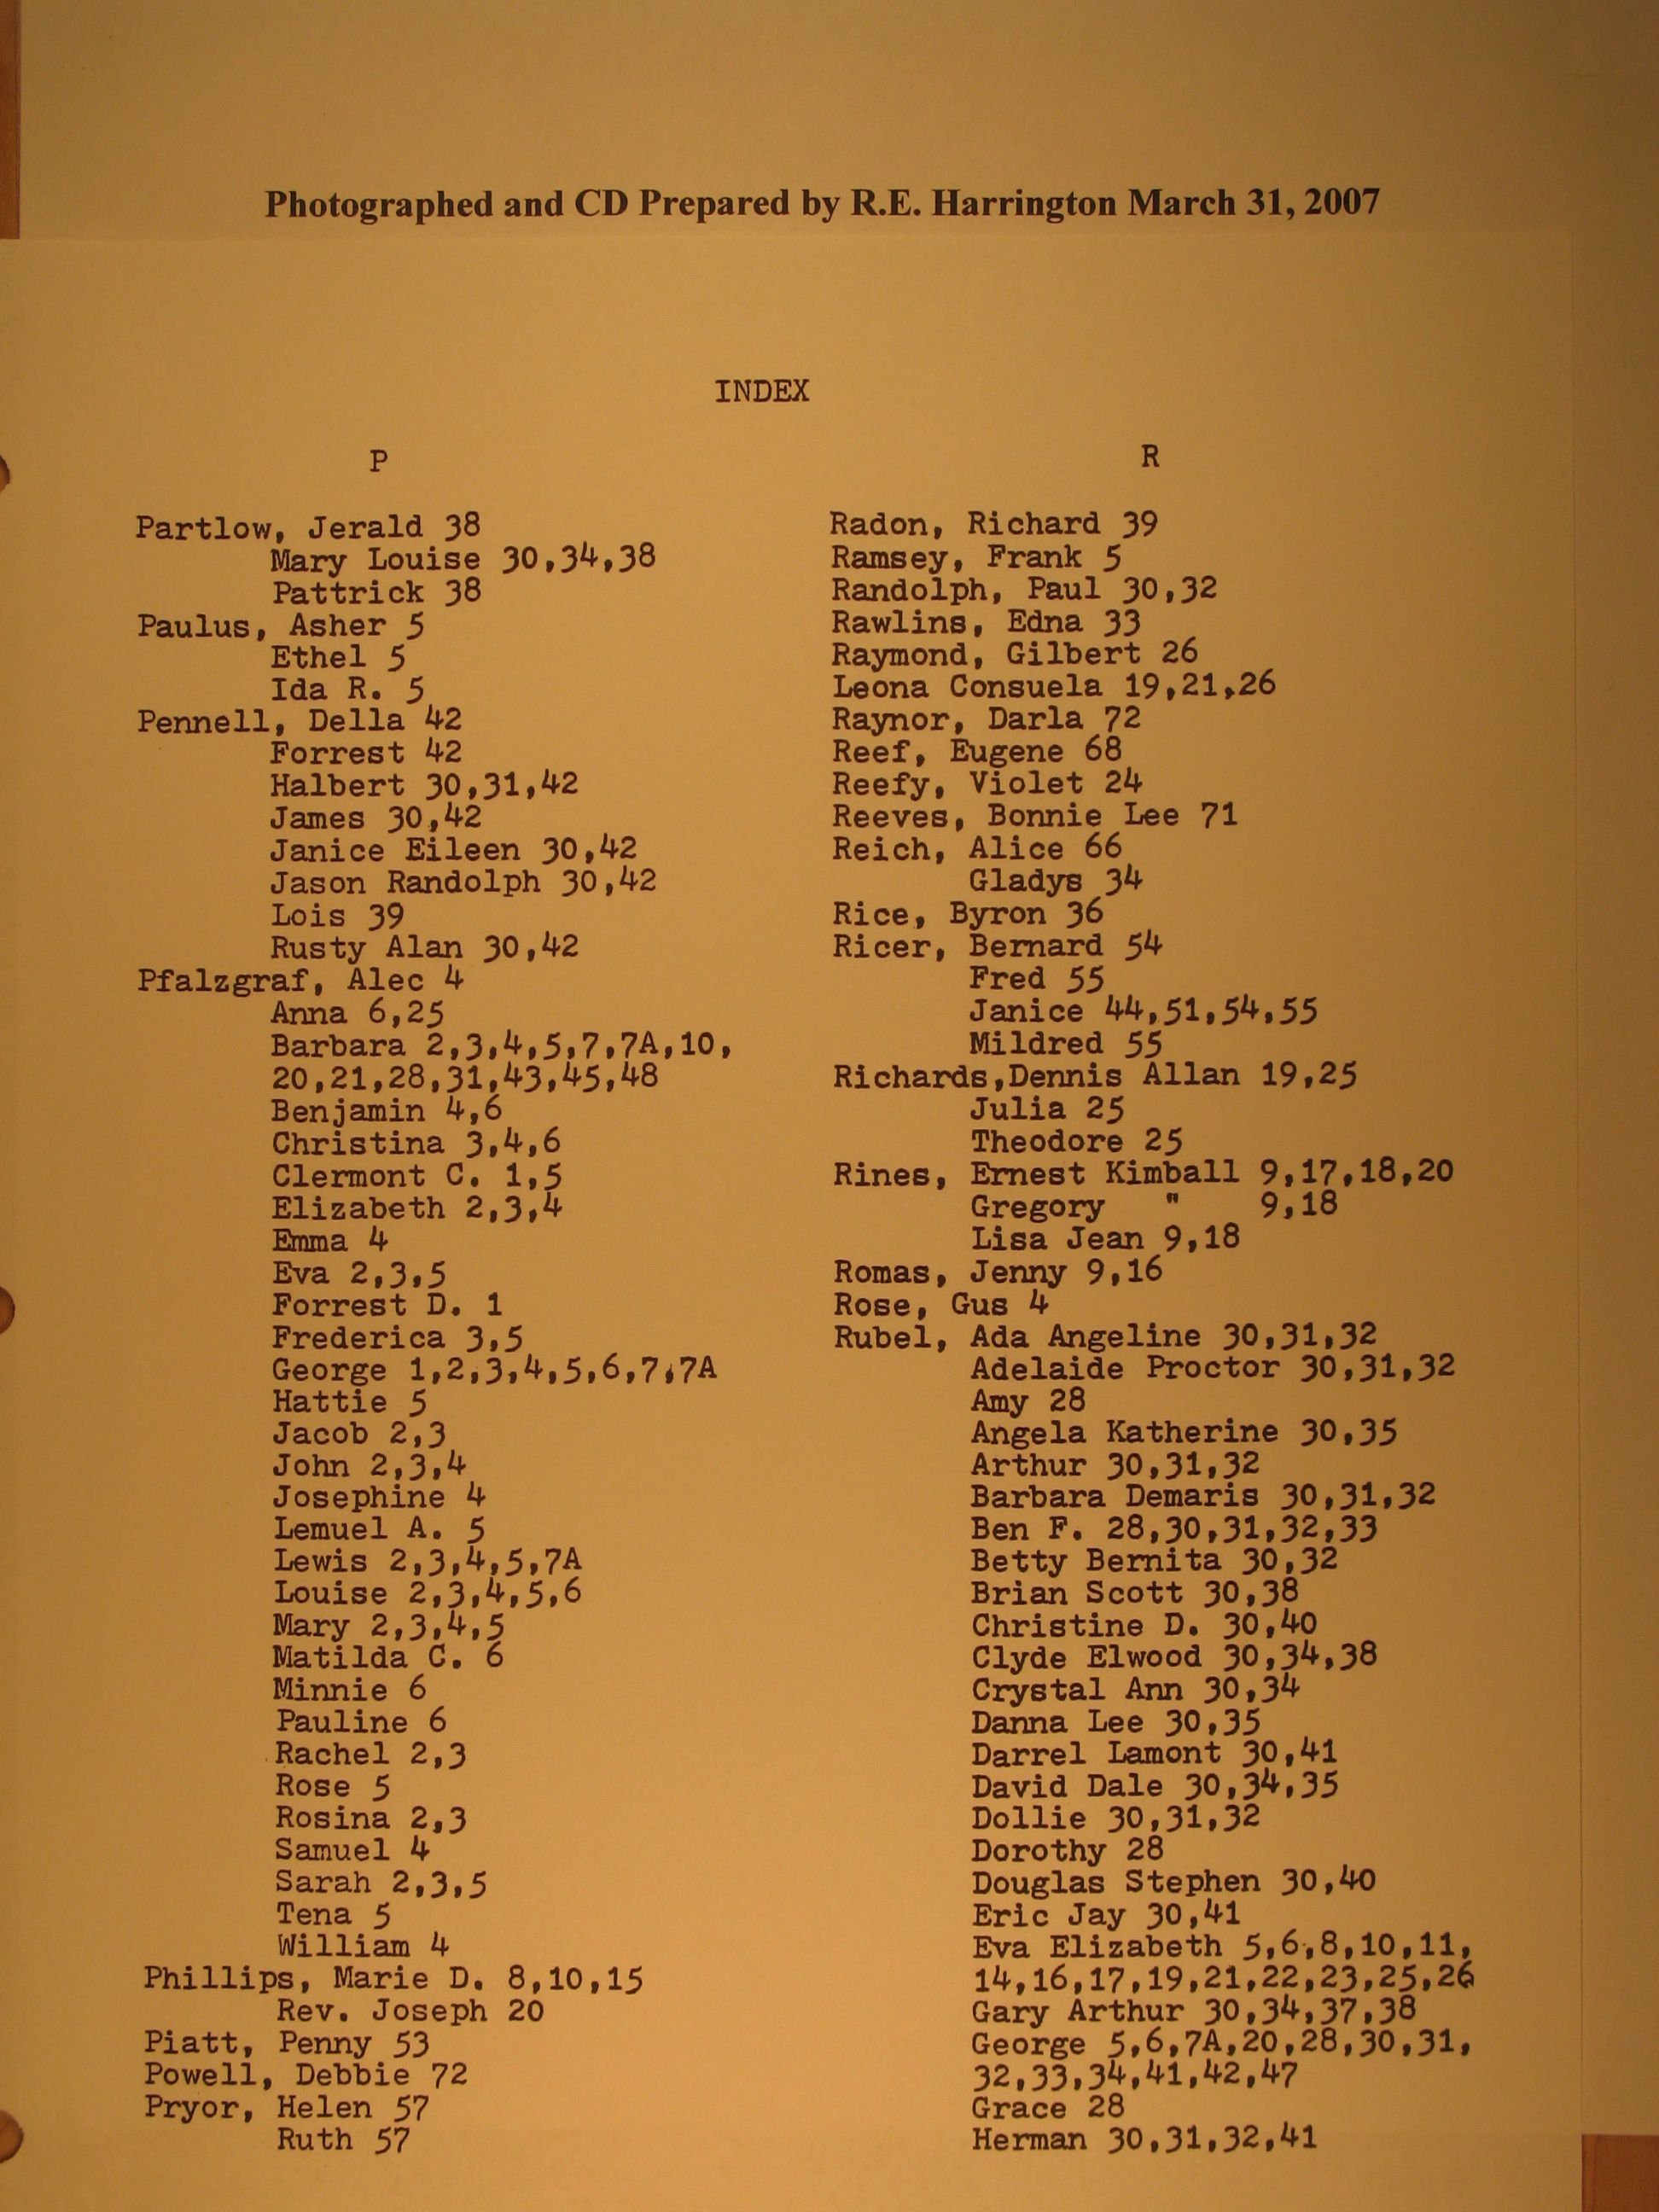 Photographed and CD Prepared by R.E. Harrington March 31, 2007
INDEX
P
Partlow, Jerald 38
Mary Louise 30,34,38
Pattrick 38
Paulus, Asher 5
Ethel 5
Ida R. 5
Pennell, Della 42
Forrest 42
Halbert 30,31,42
James 30,42
Janice Eileen 30,42
Jason Randolph 30,42
Lois 39
Rusty Alan 30,42
Pfalzgraf, Alec 4
Anna 6,25
Barbara 2,3,4,5,7,7A,10,
20,21,28,31,43,45,48
Benjamin 4,6
Christina 3,4,6
Clermont C. 1,5
Elizabeth 2,3,4
Emma 4
Eva 2,3,5
Forrest D. 1
Frederica 3,5
George 1,2,3,4,5,6,7,7A
Hattie 5
Jacob 2,3
John 2,3,4
Josephine 4
Lemuel A. 5
Lewis 2,3,4,5,7A
Louise 2,3,4,5,6
Mary 2,3,4,5
Matilda C. 6
Minnie 6
Pauline 6
Rachel 2,3
Rose 5
Rosina 2,3
Samuel 4
Sarah 2,3,5
Tena 5
William 4
Phillips, Marie D. 8,10,15
Rev. Joseph 20
Piatt, Penny 53
Powell, Debbie 72
Pryor, Helen 57
Ruth 57
R
Radon, Richard 39
Ramsey, Frank 5
Randolph, Paul 30,32
Rawlins, Edna 33
Raymond, Gilbert 26
Leona Consuela 19,21,26
Raynor, Darla 72
Reef, Eugene 68
Reefy, Violet 24
Reeves, Bonnie Lee 71
Reich, Alice 66
Gladys 34
Rice, Byron 36
Ricer, Bernard 54
Fred 55
Janice 44,51,54,55
Mildred 55
Richards,Dennis Allan 19,25
Julia 25
Theodore 25
Rines, Ernest Kimball 9,17,18,20
Gregory " 9,18
Lisa Jean 9,18
Romas, Jenny 9,16
Rose, Gus 4
Rubel, Ada Angeline 30,31,32
Adelaide Proctor 30,31,32
Amy 28
Angela Katherine 30,35
Arthur 30,31,32
Barbara Demaris 30,31,32
Ben F. 28,30,31,32,33
Betty Bernita 30,32
Brian Scott 30,38
Christine D. 30,40
Clyde Elwood 30,34,38
Crystal Ann 30,34
Danna Lee 30,35
Darrel Lamont 30,41
David Dale 30,34,35
Dollie 30,31,32
Dorothy 28
Douglas Stephen 30,40
Eric Jay 30,41
Eva Elizabeth 5,6,8,10,11,
14,16,17,19,21,22,23,25,26
Gary Arthur 30,34,37,38
George 5,6,7A,20,28,30,31,
32,33,34,41,42,47
Grace 28
Herman 30,31,32,41